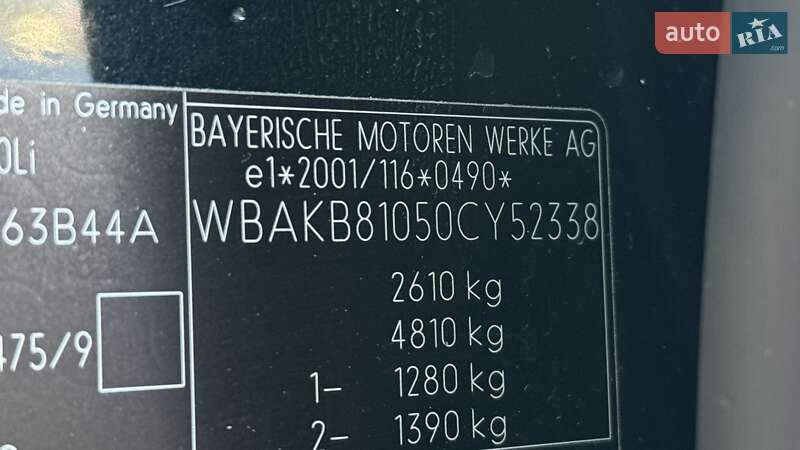 auto RIA.com
de in Germany
0Li
63B44A
475/9
BAYERISCHE MOTOREN WERKE AG
e1*2001/116*0490*
WBAKB81050CY52338
2610 kg
4810 kg
1- 1280 kg
2- 1390 kg